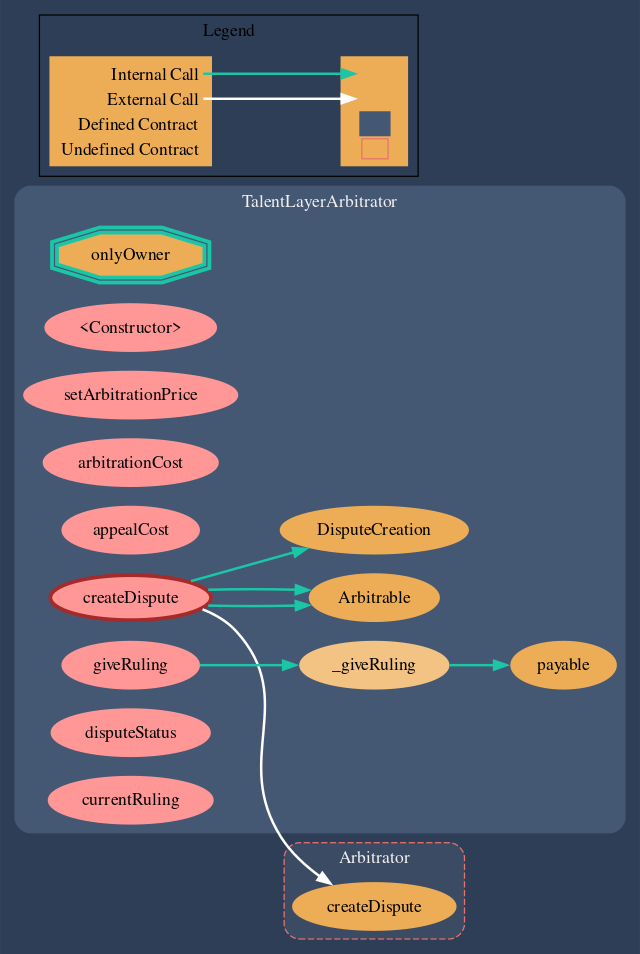 Legend
Internal Call
External Call
Defined Contract
Undefined Contract
TalentLayerArbitrator
onlyOwner
<Constructor>
setArbitrationPrice
arbitrationCost
appealCost
DisputeCreation
createDispute
Arbitrable
giveRuling
_giveRuling
payable
disputeStatus
currentRuling
Arbitrator
createDispute